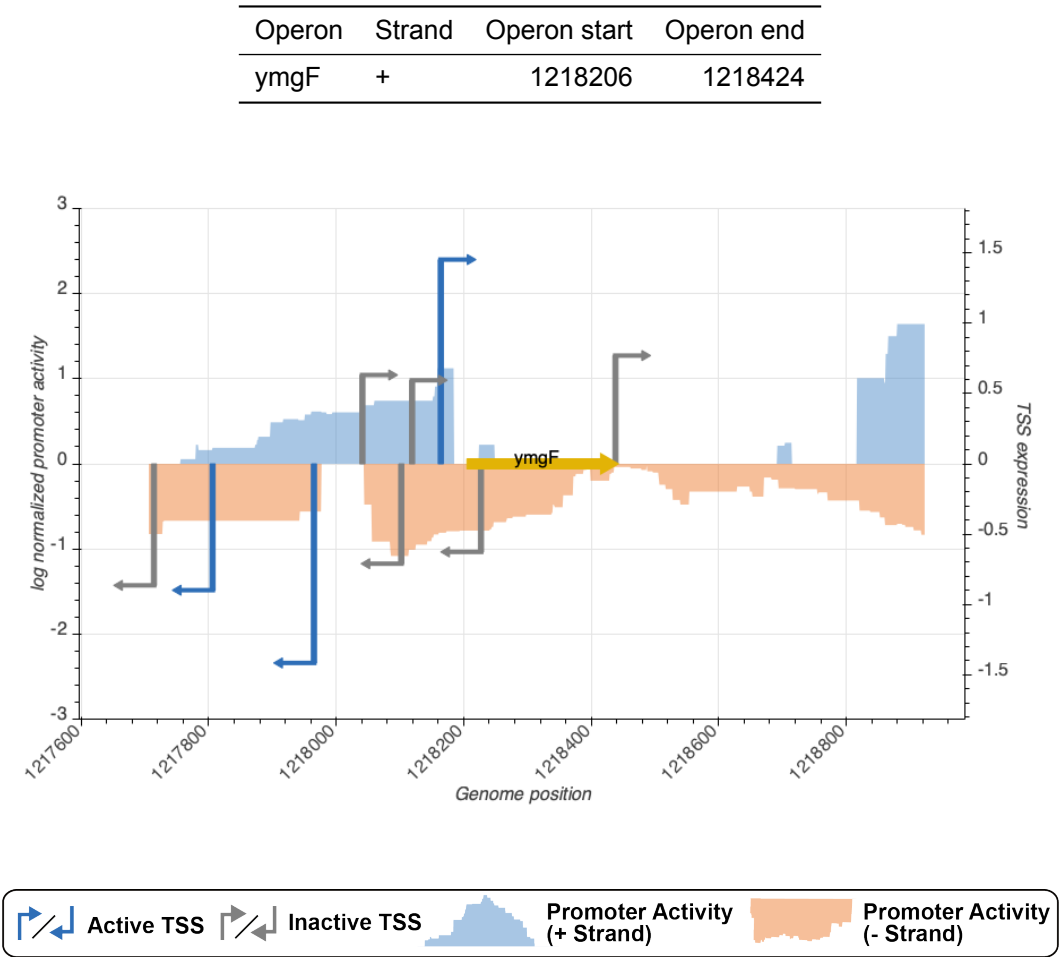 Operon Strand Operon start Operon end
ymgF + 1218206 1218424
3
2
1
0
-1
-2
-3
log normalized promoter activity
1.5
1
0.5
0
-0.5
-1
-1.5
TSS expression
ymgF
1217600 1217800 1218000 1218200 1218400 1218600 1218800
Genome position
Active TSS
Inactive TSS
Promoter Activity
(+ Strand)
Promoter Activity
(- Strand)